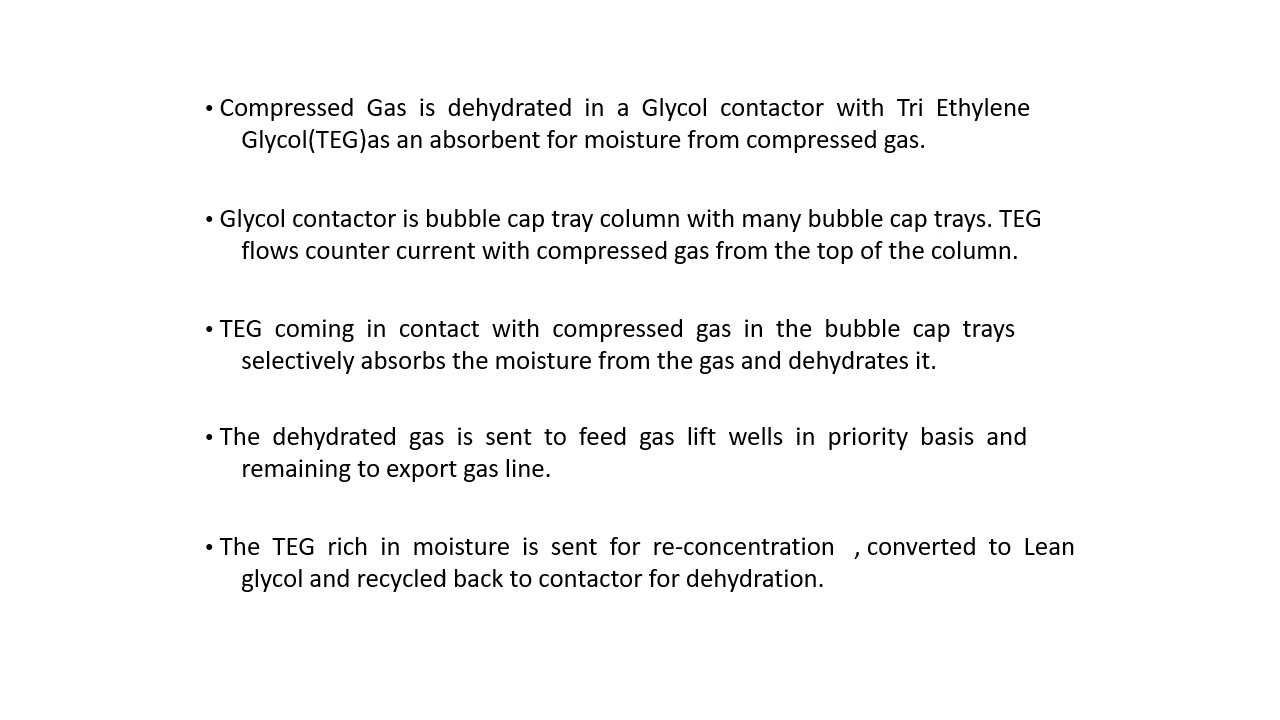 • Compressed Gas is dehydrated in a Glycol contactor with Tri Ethylene
Glycol(TEG)as an absorbent for moisture from compressed gas.
• Glycol contactor is bubble cap tray column with many bubble cap trays. TEG
flows counter current with compressed gas from the top of the column.
• TEG coming in contact with compressed gas in the bubble cap trays
selectively absorbs the moisture from the gas and dehydrates it.
• The dehydrated gas is sent to feed gas lift wells in priority basis and
remaining to export gas line.
• The TEG rich in moisture is sent for re-concentration , converted to Lean
glycol and recycled back to contactor for dehydration.